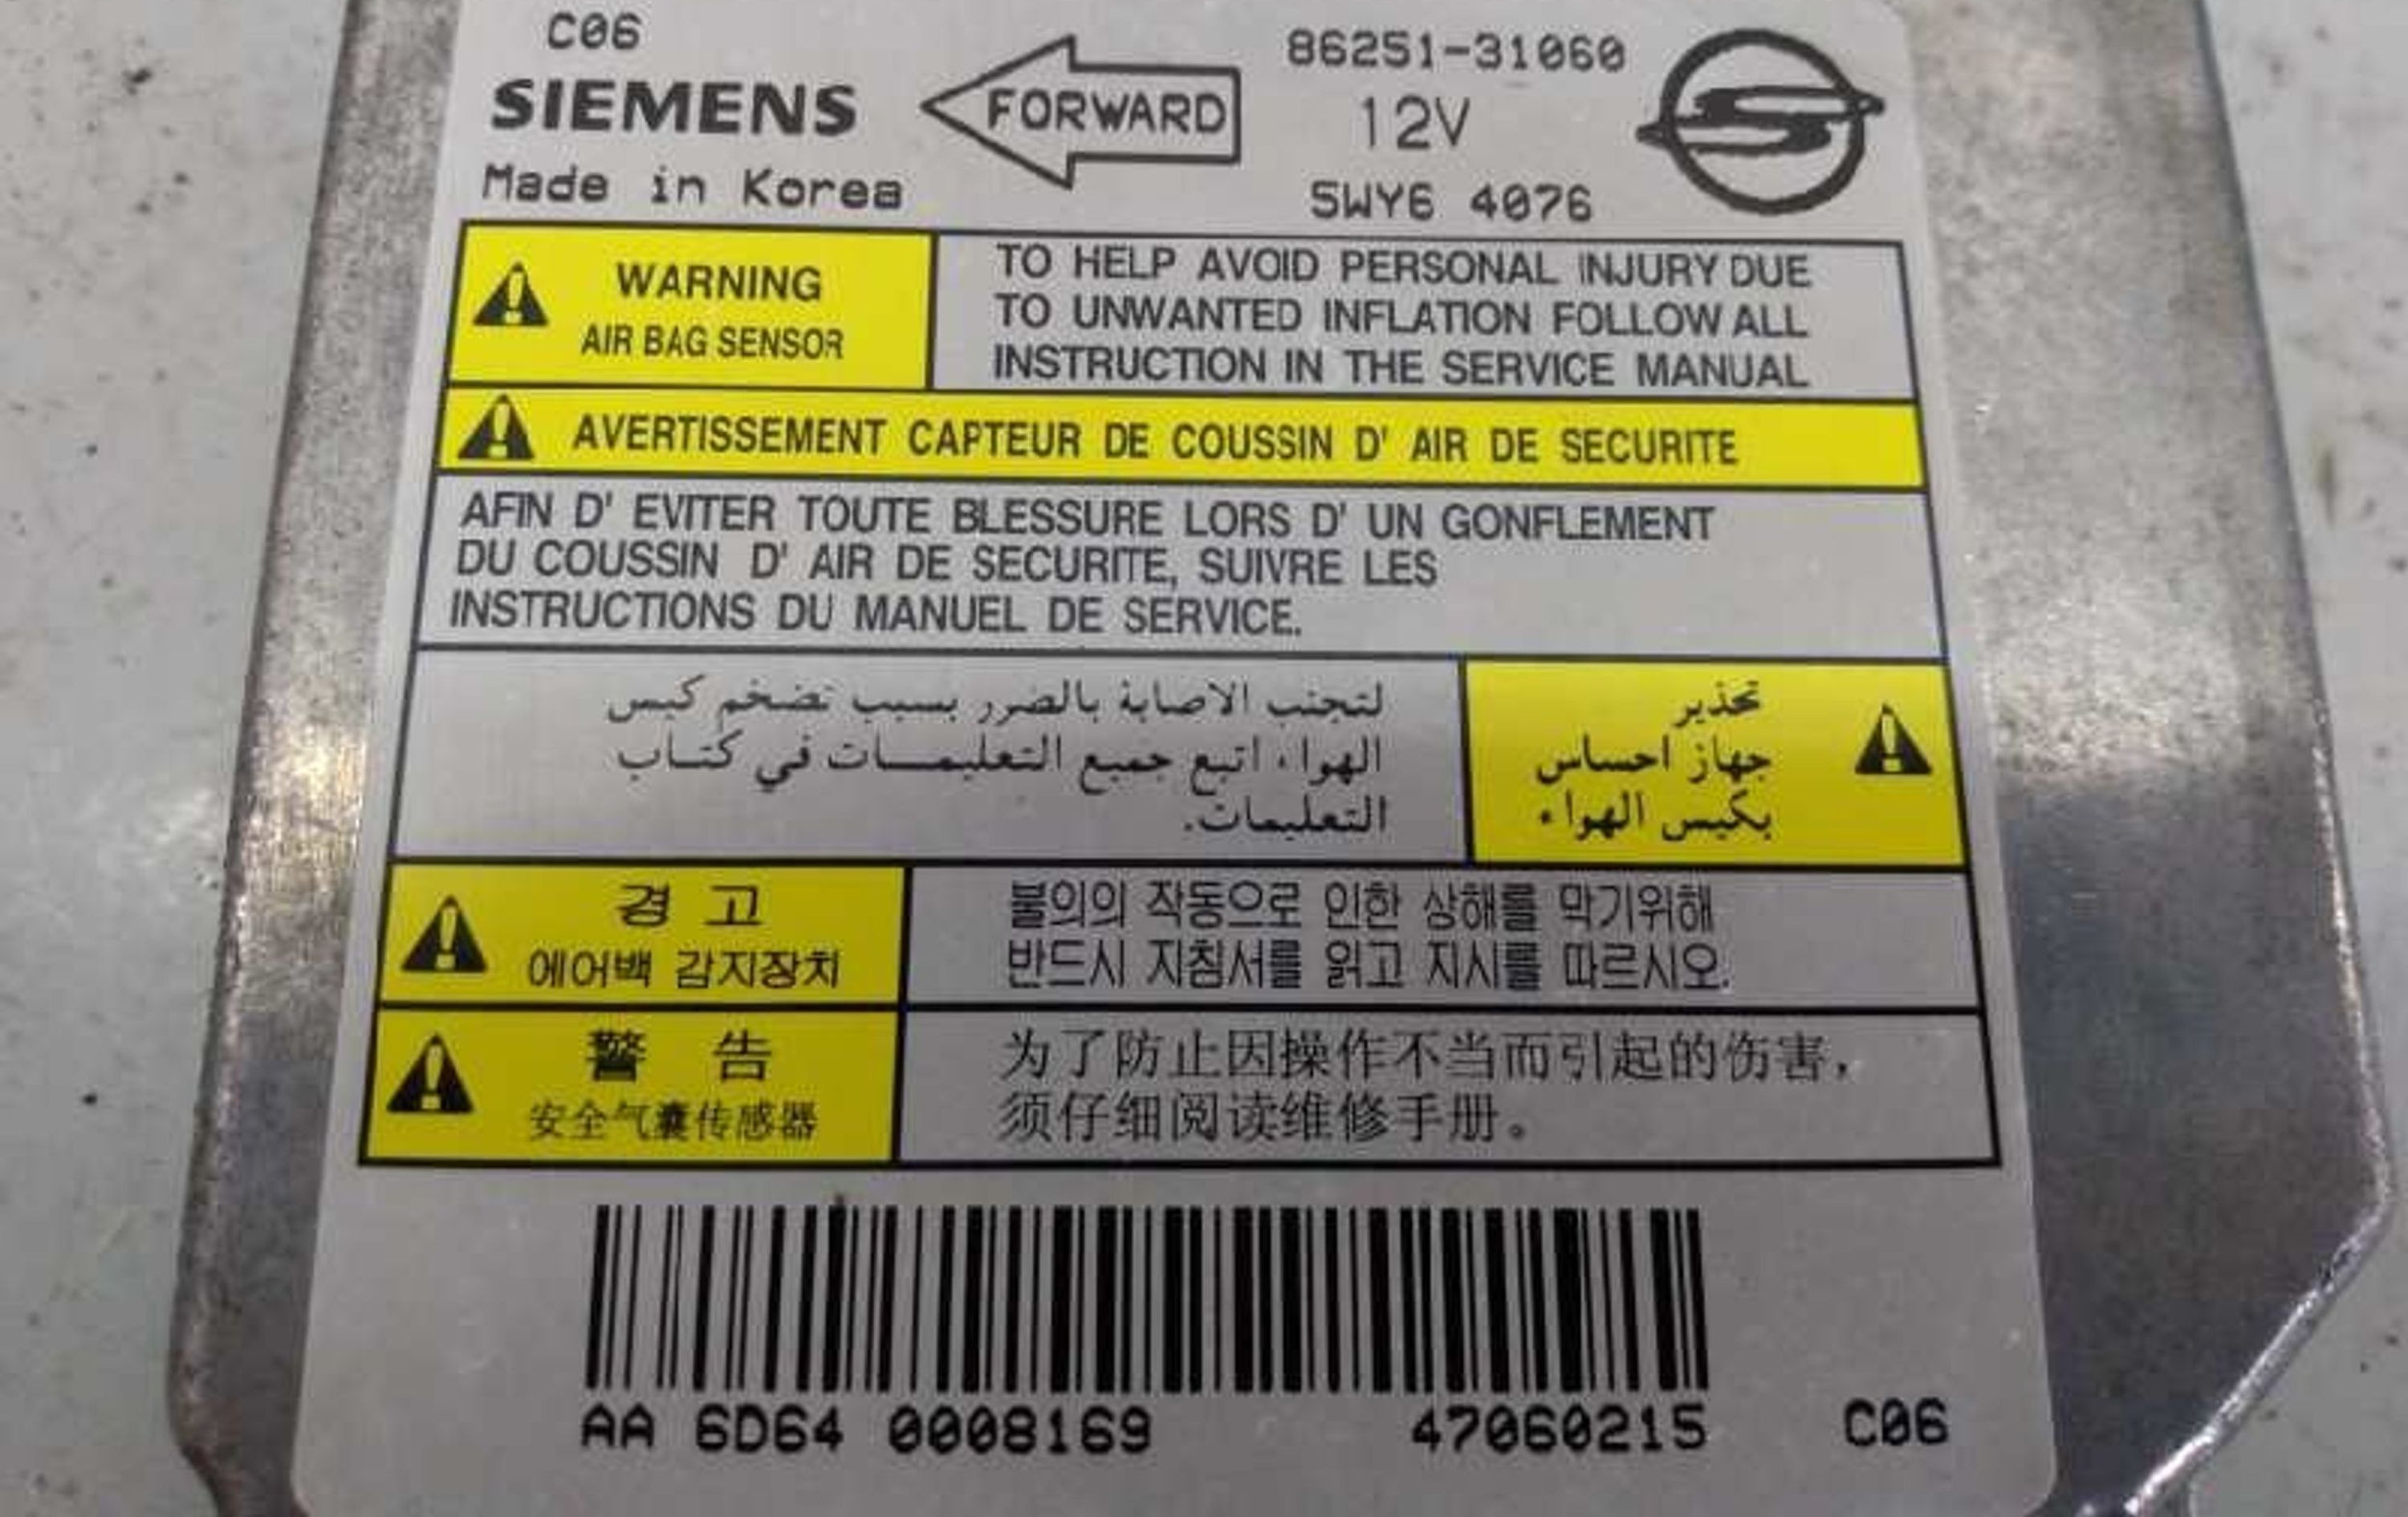 C06
SIEMENS
Made in Korea
FORWARD
86251-31060
12V
5WY6 4076
WARNING
AIR BAG SENSOR
TO HELP AVOID PERSONAL INJURY DUE
TO UNWANTED INFLATION FOLLOW ALL
INSTRUCTION IN THE SERVICE MANUAL
AVERTISSEMENT CAPTEUR DE COUSSIN D' AIR DE SECURITE
AFIN D' EVITER TOUTE BLESSURE LORS D' UN GONFLEMENT
DU COUSSIN D' AIR DE SECURITE, SUIVRE LES
INSTRUCTIONS DU MANUEL DE SERVICE.
تحذير
جهاز احساس
بكيس الهواء
لتجنب الاصابة بالضرر بسبب تضخم كيس
الهواء اتبع جميع التعليمات في كتاب
التعليمات.
경 고
에어백 감지장치
불의의 작동으로 인한 상해를 막기위해
반드시 지침서를 읽고 지시를 따르시오.
警 告
安全气囊传感器
为了防止因操作不当而引起的伤害，
须仔细阅读维修手册。
AA 6D64 0008169 47060215 C06